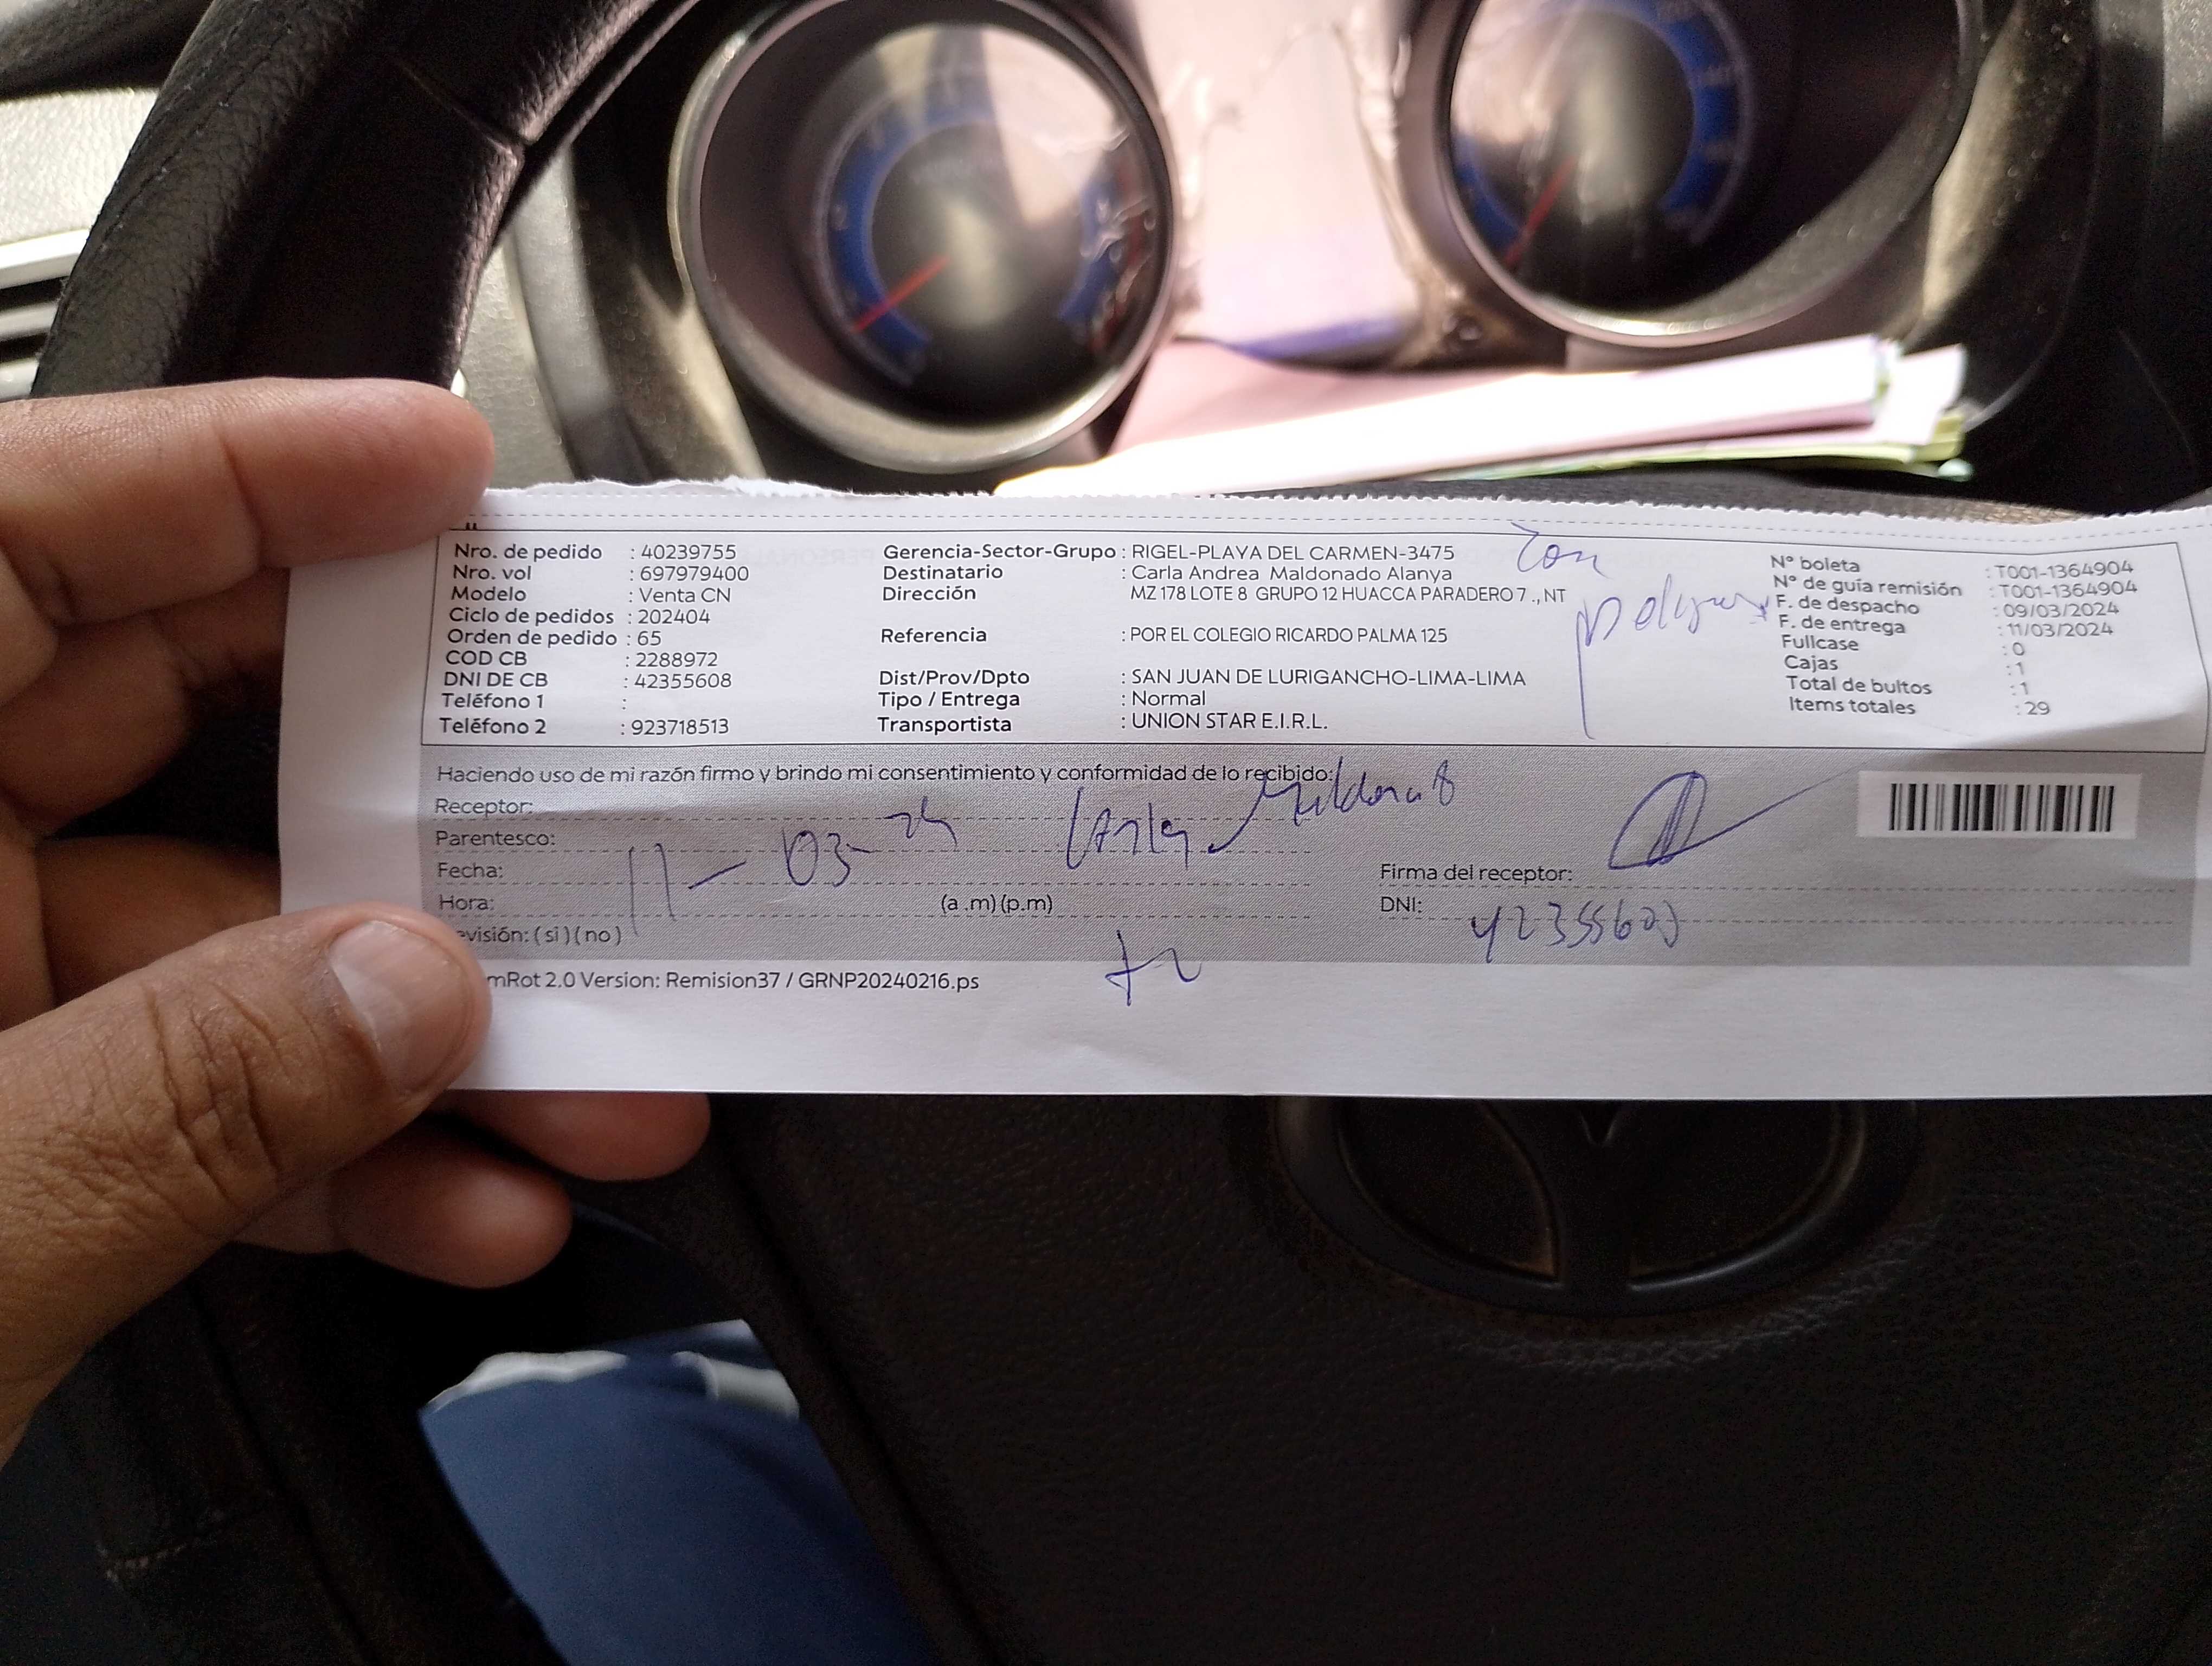 Nro. de pedido : 40239755
Nro. vol : 697979400
Modelo : Venta CN
Ciclo de pedidos : 202404
Orden de pedido : 65
COD CB : 2288972
DNI DE CB : 42355608
Teléfono 1 :
Teléfono 2 : 923718513
Gerencia-Sector-Grupo : RIGEL-PLAYA DEL CARMEN-3475
Destinatario : Carla Andrea Maldonado Alanya
Dirección MZ 178 LOTE 8 GRUPO 12 HUACCA PARADERO 7 ., NT
Referencia : POR EL COLEGIO RICARDO PALMA 125
Dist/Prov/Dpto : SAN JUAN DE LURIGANCHO-LIMA-LIMA
Tipo / Entrega : Normal
Transportista : UNION STAR E.I.R.L.
N° boleta : T001-1364904
N° de guía remisión : T001-1364904
F. de despacho : 09/03/2024
F. de entrega : 11/03/2024
Fullcase : 0
Cajas : 1
Total de bultos : 1
Items totales : 29
Haciendo uso de mi razón firmo y brindo mi consentimiento y conformidad de lo recibido:
Receptor:
Parentesco:
Fecha: 11-03-24
Hora: (a .m) (p.m)
evisión: ( si ) ( no )
Firma del receptor:
DNI: 42355608
mRot 2.0 Version: Remision37 / GRNP20240216.ps